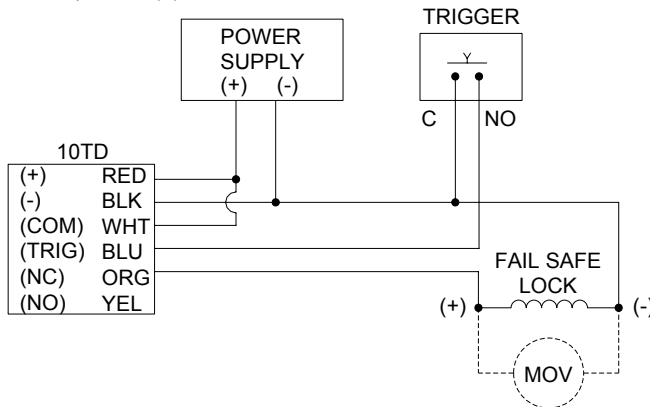 TRIGGER
POWER
SUPPLY
(+) (-)
C NO
10TD
(+) RED
(-) BLK
(COM) WHT
(TRIG) BLU
(NC) ORG
(NO) YEL
FAIL SAFE
LOCK
(+) (-)
MOV